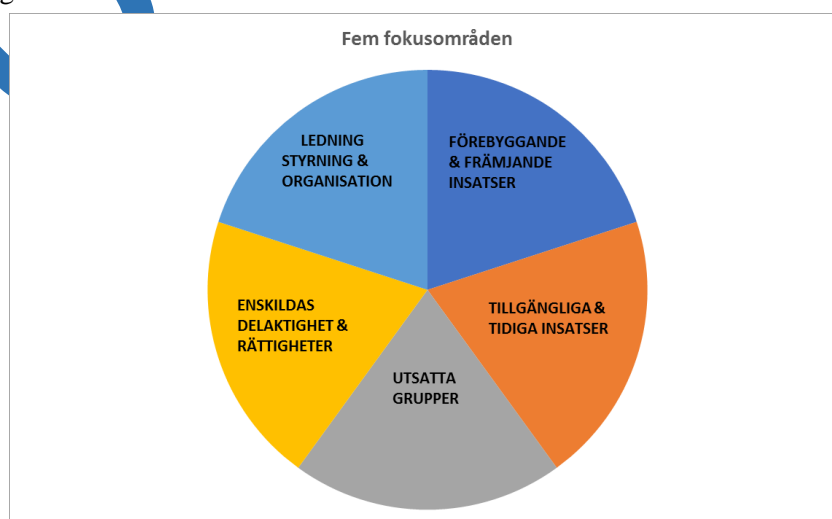 Fem fokusområden
LEDNING
STYRNING &
ORGANISATION
FÖREBYGGANDE
& FRÄMJANDE
INSATSER
ENSKILDAS
DELAKTIGHET &
RÄTTIGHETER
TILLGÄNGLIGA &
TIDIGA INSATSER
UTSATTA
GRUPPER